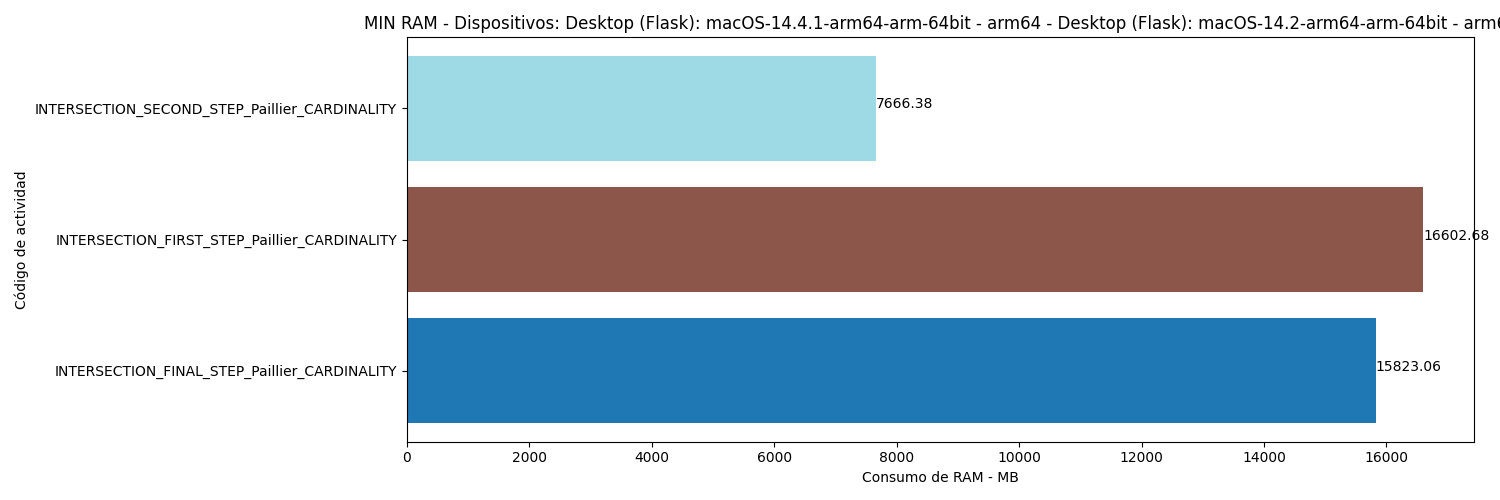 MIN RAM - Dispositivos: Desktop (Flask): macOS-14.4.1-arm64-arm-64bit - arm64 - Desktop (Flask): macOS-14.2-arm64-arm-64bit - arm6
INTERSECTION_SECOND_STEP_Paillier_CARDINALITY
7666.38
INTERSECTION_FIRST_STEP_Paillier_CARDINALITY
16602.68
INTERSECTION_FINAL_STEP_Paillier_CARDINALITY
15823.06
Código de actividad
0 2000 4000 6000 8000 10000 12000 14000 16000
Consumo de RAM - MB